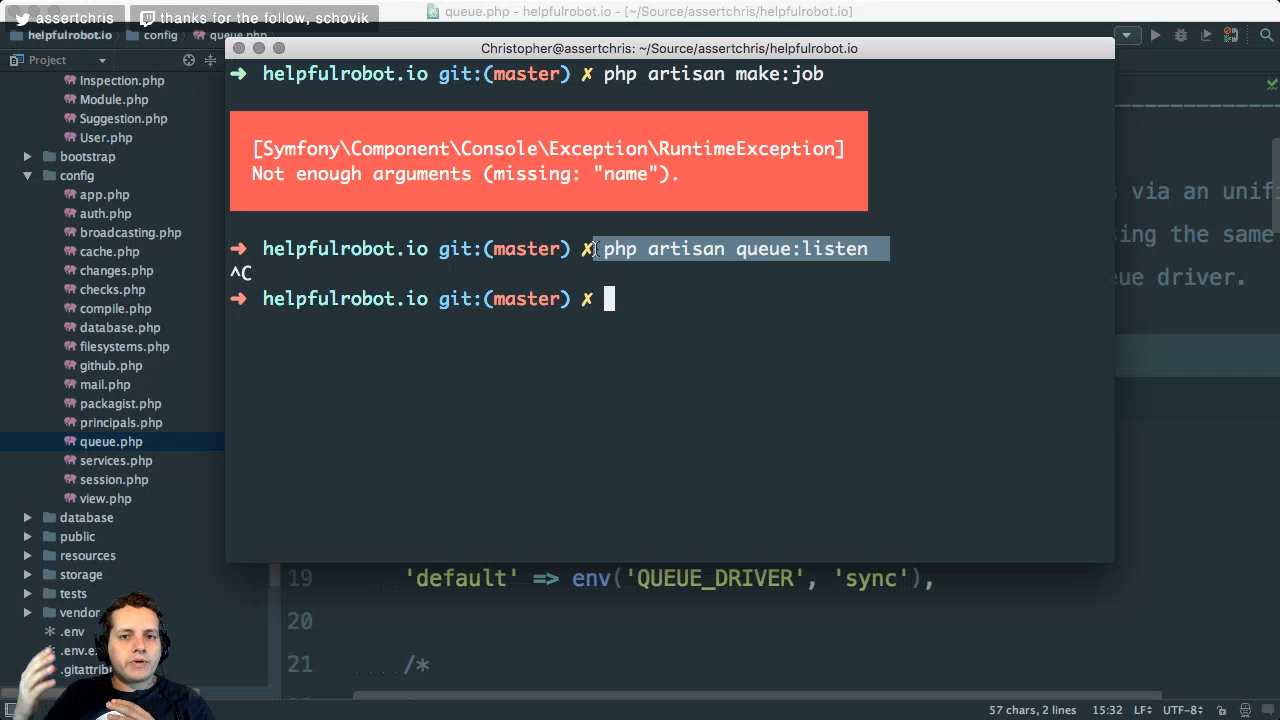 assertchris
thanks for the follow, schovik
queue.php - helpfulrobot.io - [~/Source/assertchris/helpfulrobot.io]
helpfulrobot.io
config
queue.php
Project
Christopher@assertchris: ~/Source/assertchris/helpfulrobot.io
➜ helpfulrobot.io git:(master) ✗ php artisan make:job
[Symfony\Component\Console\Exception\RuntimeException]
Not enough arguments (missing: "name").
➜ helpfulrobot.io git:(master) ✗ php artisan queue:listen
^C
➜ helpfulrobot.io git:(master) ✗
Inspection.php
Module.php
Suggestion.php
User.php
bootstrap
config
app.php
auth.php
broadcasting.php
cache.php
changes.php
checks.php
compile.php
database.php
filesystems.php
github.php
mail.php
packagist.php
principals.php
queue.php
services.php
session.php
view.php
database
public
resources
storage
tests
vendor
.env
.env.e
.gitattrib
s via an unifi
sing the same
ueue driver.
19 'default' => env('QUEUE_DRIVER', 'sync'),
20
21 /*
57 chars, 2 lines 15:32 LF÷ UTF-8÷